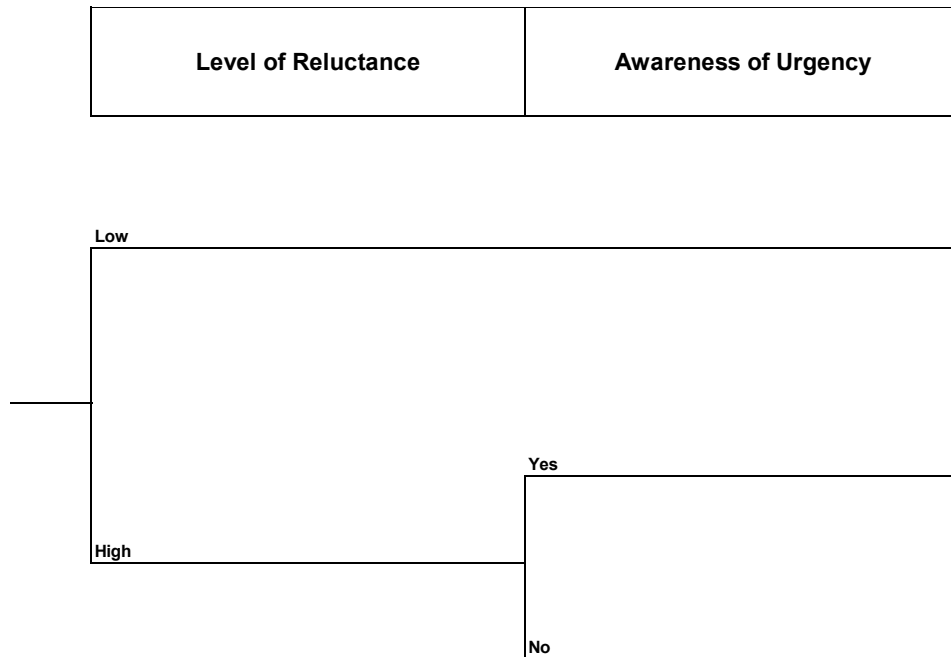 Level of Reluctance
Awareness of Urgency
Low
Yes
High
No